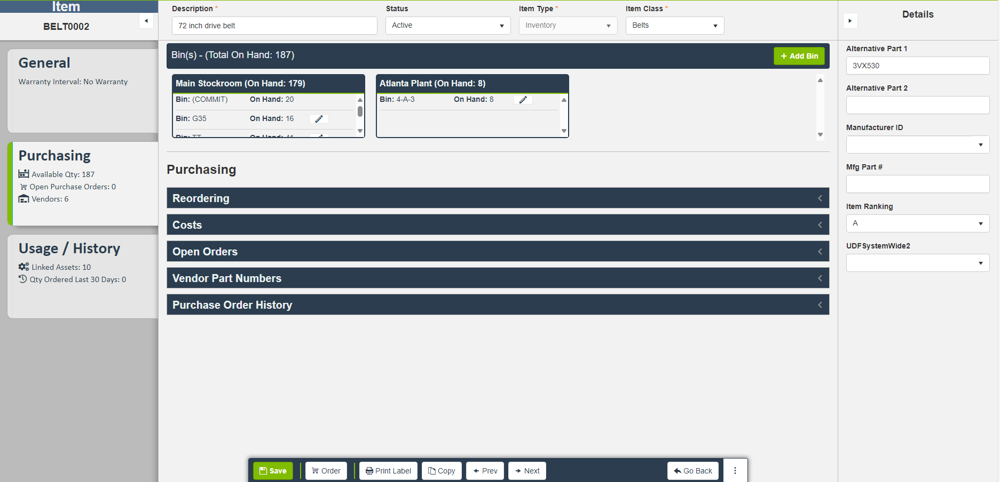 Item
BELT0002
General
Warranty Interval: No Warranty
Purchasing
Available Qty: 187
Open Purchase Orders: 0
Vendors: 6
Usage / History
Linked Assets: 10
Qty Ordered Last 30 Days: 0
Description * Status Item Type * Item Class *
72 inch drive belt Active Inventory Belts
Bin(s) - (Total On Hand: 187) + Add Bin
Main Stockroom (On Hand: 179)
Bin: (COMMIT) On Hand: 20
Bin: G35 On Hand: 16
Bin: TT On Hand: 41
Atlanta Plant (On Hand: 8)
Bin: 4-A-3 On Hand: 8
Purchasing
Reordering
Costs
Open Orders
Vendor Part Numbers
Purchase Order History
Save Order Print Label Copy Prev Next Go Back
Details
Alternative Part 1
3VX530
Alternative Part 2
Manufacturer ID
Mfg Part #
Item Ranking
A
UDFSystemWide2